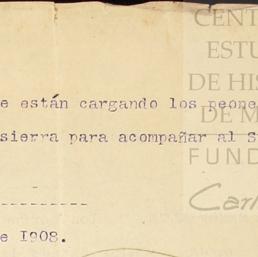 CENT
ESTU
DE HIS
DE M
FUND
Carl
e están cargando los peone
sierra para acompañar al S
-
----------
e 1908.